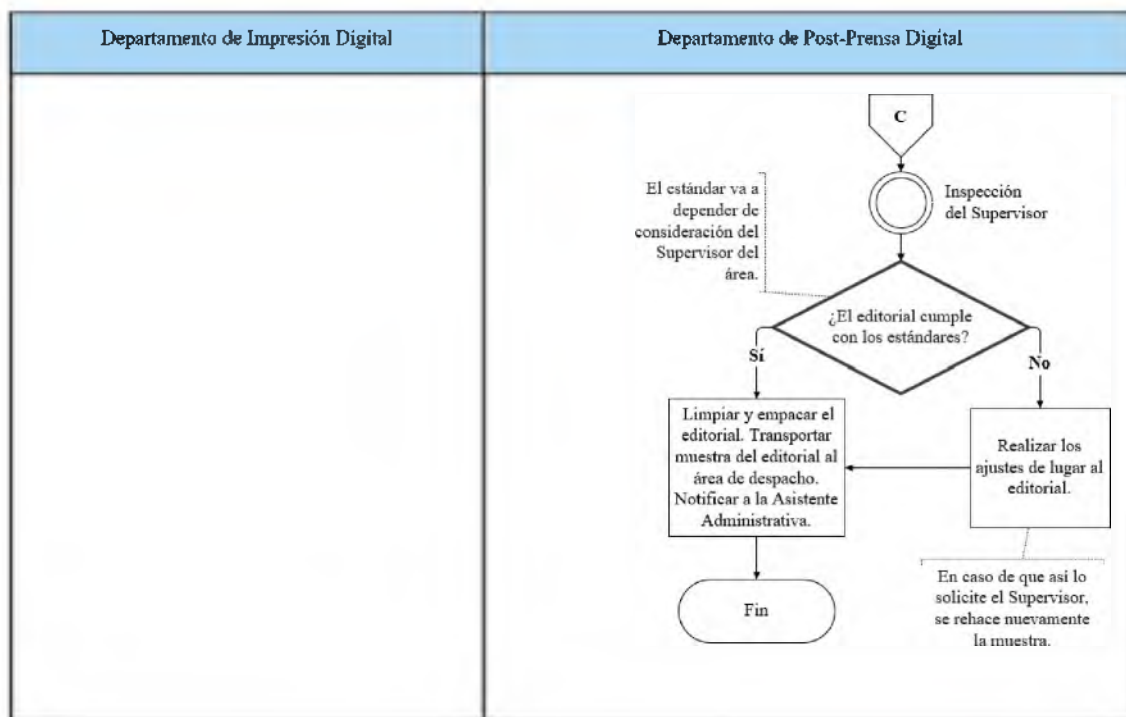 Departamento de Impresión Digital
Departamento de Post-Prensa Digital
C
Inspección
del Supervisor
El estándar va a
depender de
consideración del
Supervisor del
área.
¿El editorial cumple
con los estándares?
Sí
No
Limpiar y empacar el
editorial. Transportar
muestra del editorial al
área de despacho.
Notificar a la Asistente
Administrativa.
Realizar los
ajustes de lugar al
editorial.
En caso de que así lo
solicite el Supervisor,
se rehace nuevamente
la muestra.
Fin